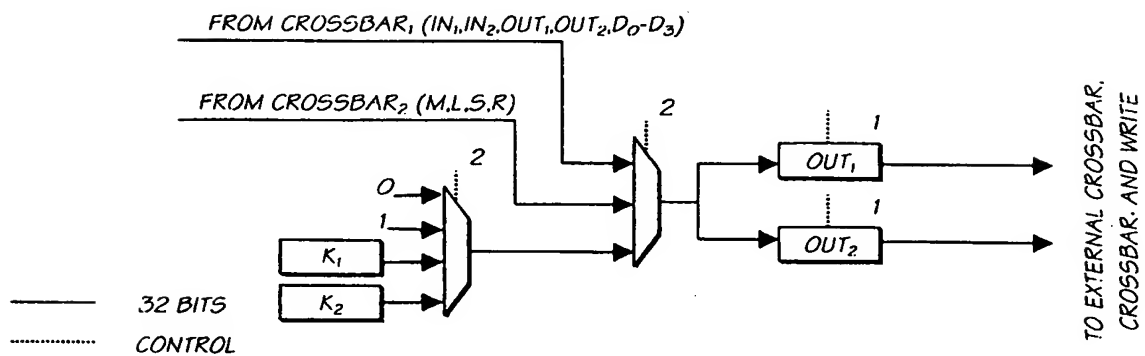 FROM CROSSBAR₁ (IN₁,IN₂,OUT₁,OUT₂,D₀-D₃)
FROM CROSSBAR₂ (M,L,S,R)
2
2
0
1
K₁
K₂
1
OUT₁
1
OUT₂
TO EXTERNAL CROSSBAR,
CROSSBAR, AND WRITE
32 BITS
CONTROL